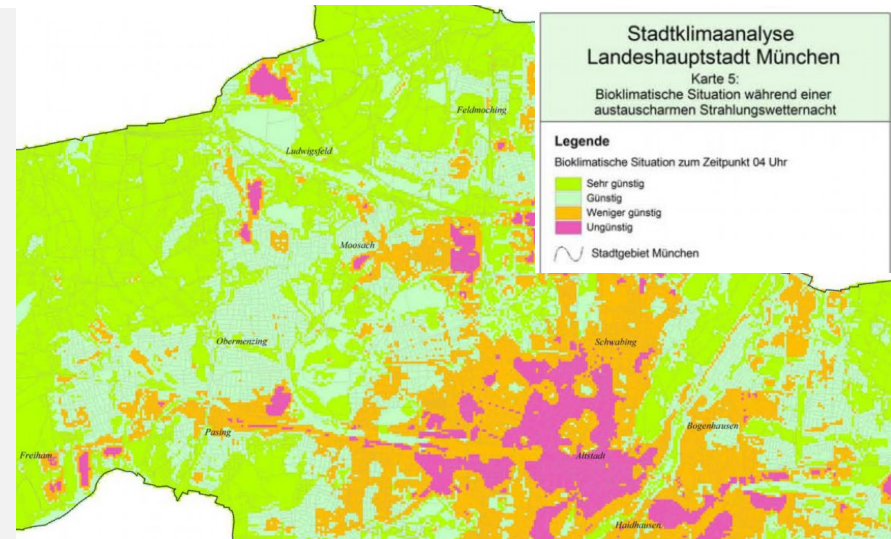 Stadtklimaanalyse
Landeshauptstadt München
Karte 5:
Bioklimatische Situation während einer
austauscharmen Strahlungswetternacht
Legende
Bioklimatische Situation zum Zeitpunkt 04 Uhr
Sehr günstig
Günstig
Weniger günstig
Ungünstig
Stadtgebiet München
Feldmoching
Ludwigsfeld
Moosach
Obermenzing
Schwabing
Pasing
Bogenhausen
Freiham
Altstadt
Haidhausen